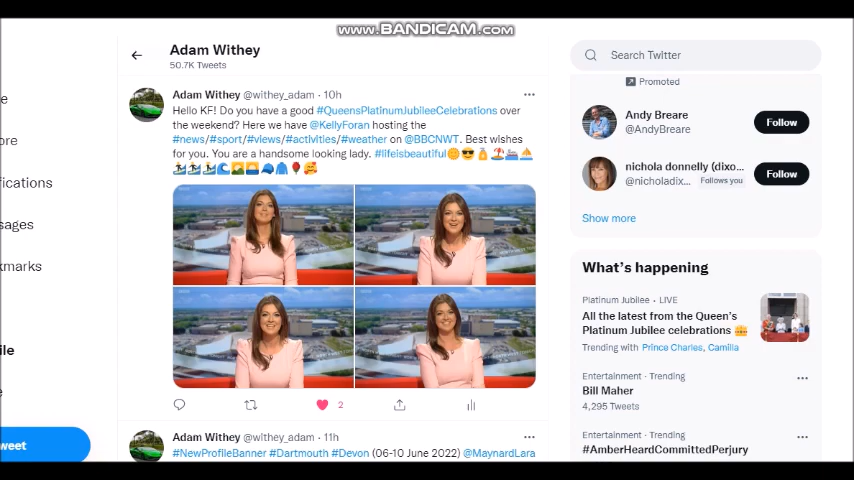 www.BANDICAM.com
Adam Withey
50.7K Tweets
Search Twitter
Promoted
Adam Withey @withey_adam · 10h
Hello KF! Do you have a good #QueensPlatinumJubileeCelebrations over
the weekend? Here we have @KellyForan hosting the
#news/#sport/#views/#activities/#weather on @BBCNWT. Best wishes
for you. You are a handsome looking lady. #lifeisbeautiful
2
Adam Withey @withey_adam · 11h
#NewProfileBanner #Dartmouth #Devon (06-10 June 2022) @MaynardLara
Andy Breare
@AndyBreare
Follow
nichola donnelly (dixo...
@nicholadix... Follows you
Follow
Show more
What's happening
Platinum Jubilee · LIVE
All the latest from the Queen's
Platinum Jubilee celebrations
Trending with Prince Charles, Camilla
Entertainment · Trending
Bill Maher
4,295 Tweets
Entertainment · Trending
#AmberHeardCommittedPerjury
e
ore
ifications
sages
kmarks
ile
e
weet